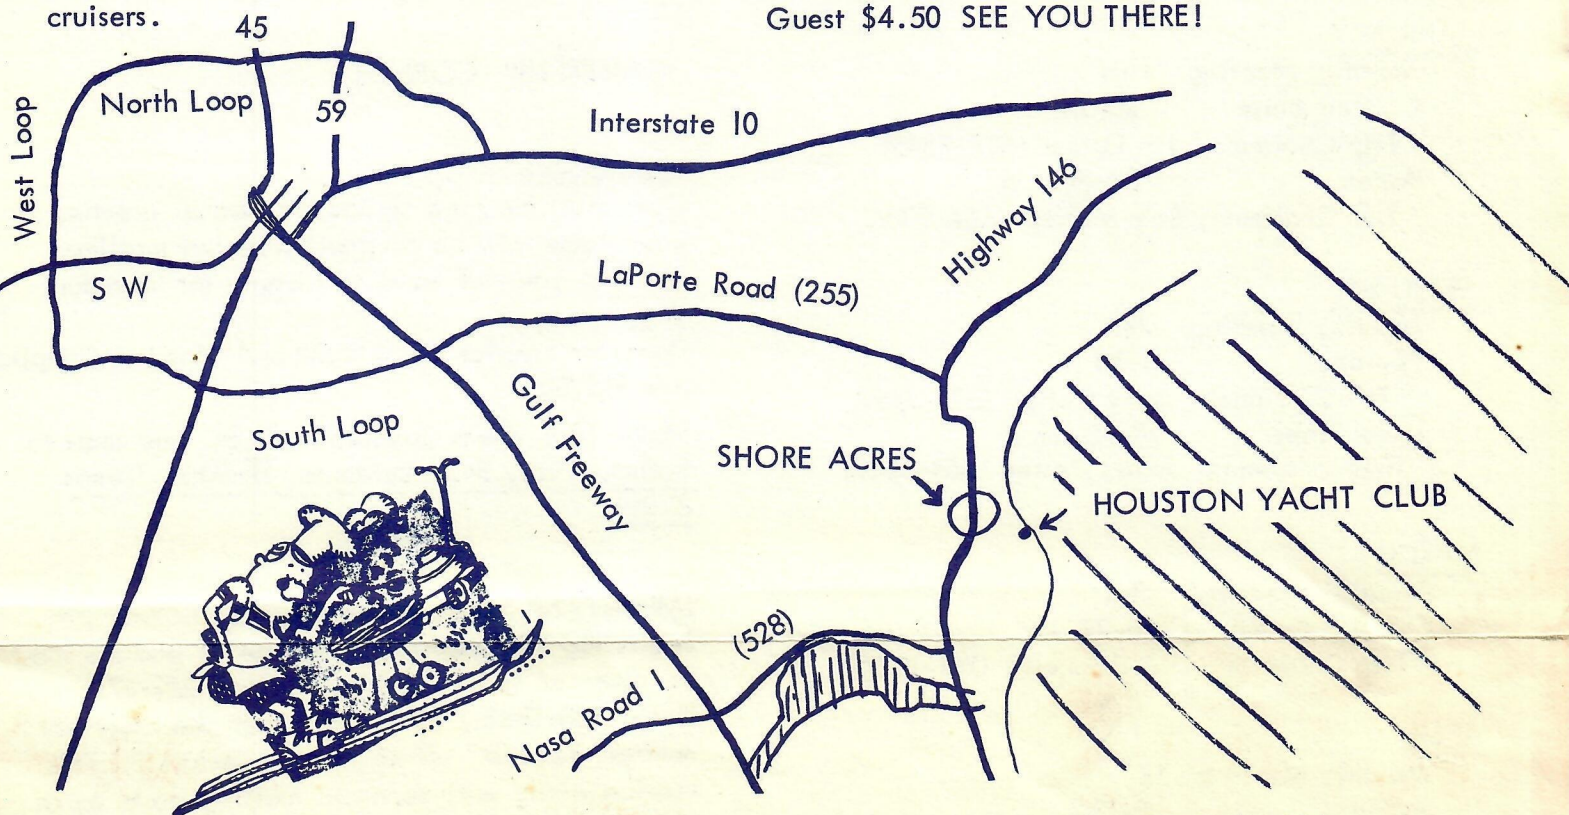 cruisers.
Guest $4.50 SEE YOU THERE!
45
59
North Loop
West Loop
Interstate 10
Highway 146
S W
LaPorte Road (255)
Gulf Freeway
South Loop
SHORE ACRES
HOUSTON YACHT CLUB
(528)
Nasa Road 1